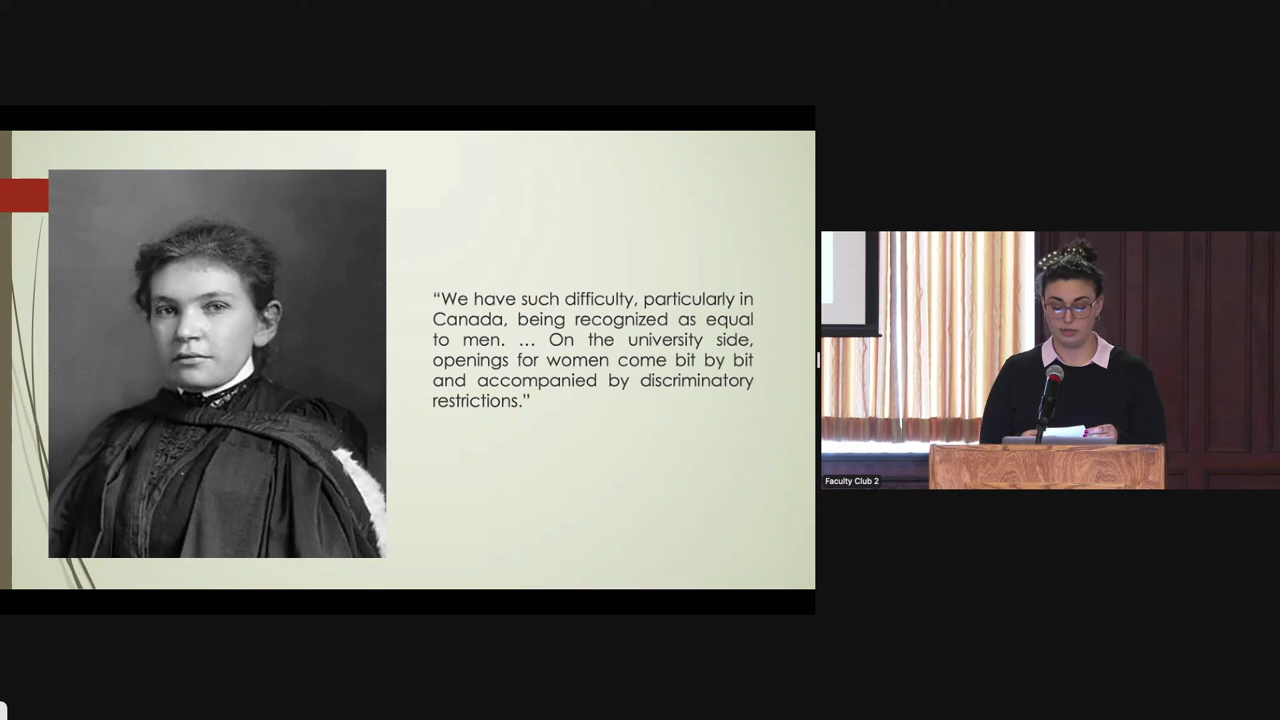 “We have such difficulty, particularly in
Canada, being recognized as equal
to men. … On the university side,
openings for women come bit by bit
and accompanied by discriminatory
restrictions.”
Faculty Club 2